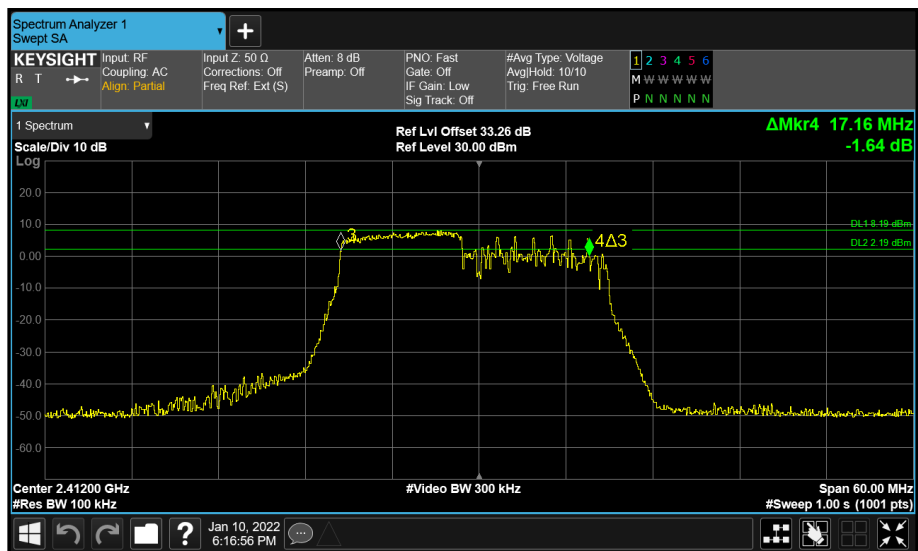 Spectrum Analyzer 1
Swept SA
+
KEYSIGHT
R T
LXI
Input: RF
Coupling: AC
Align: Partial
Input Z: 50 Ω
Corrections: Off
Freq Ref: Ext (S)
Atten: 8 dB
Preamp: Off
PNO: Fast
Gate: Off
IF Gain: Low
Sig Track: Off
#Avg Type: Voltage
Avg|Hold: 10/10
Trig: Free Run
1 2 3 4 5 6
M W W W W W
P N N N N N
1 Spectrum
Scale/Div 10 dB
Ref Lvl Offset 33.26 dB
Ref Level 30.00 dBm
ΔMkr4 17.16 MHz
-1.64 dB
Log
20.0
10.0
0.00
-10.0
-20.0
-30.0
-40.0
-50.0
-60.0
3
4Δ3
DL1 8.19 dBm
DL2 2.19 dBm
Center 2.41200 GHz
#Res BW 100 kHz
#Video BW 300 kHz
Span 60.00 MHz
#Sweep 1.00 s (1001 pts)
?
Jan 10, 2022
6:16:56 PM